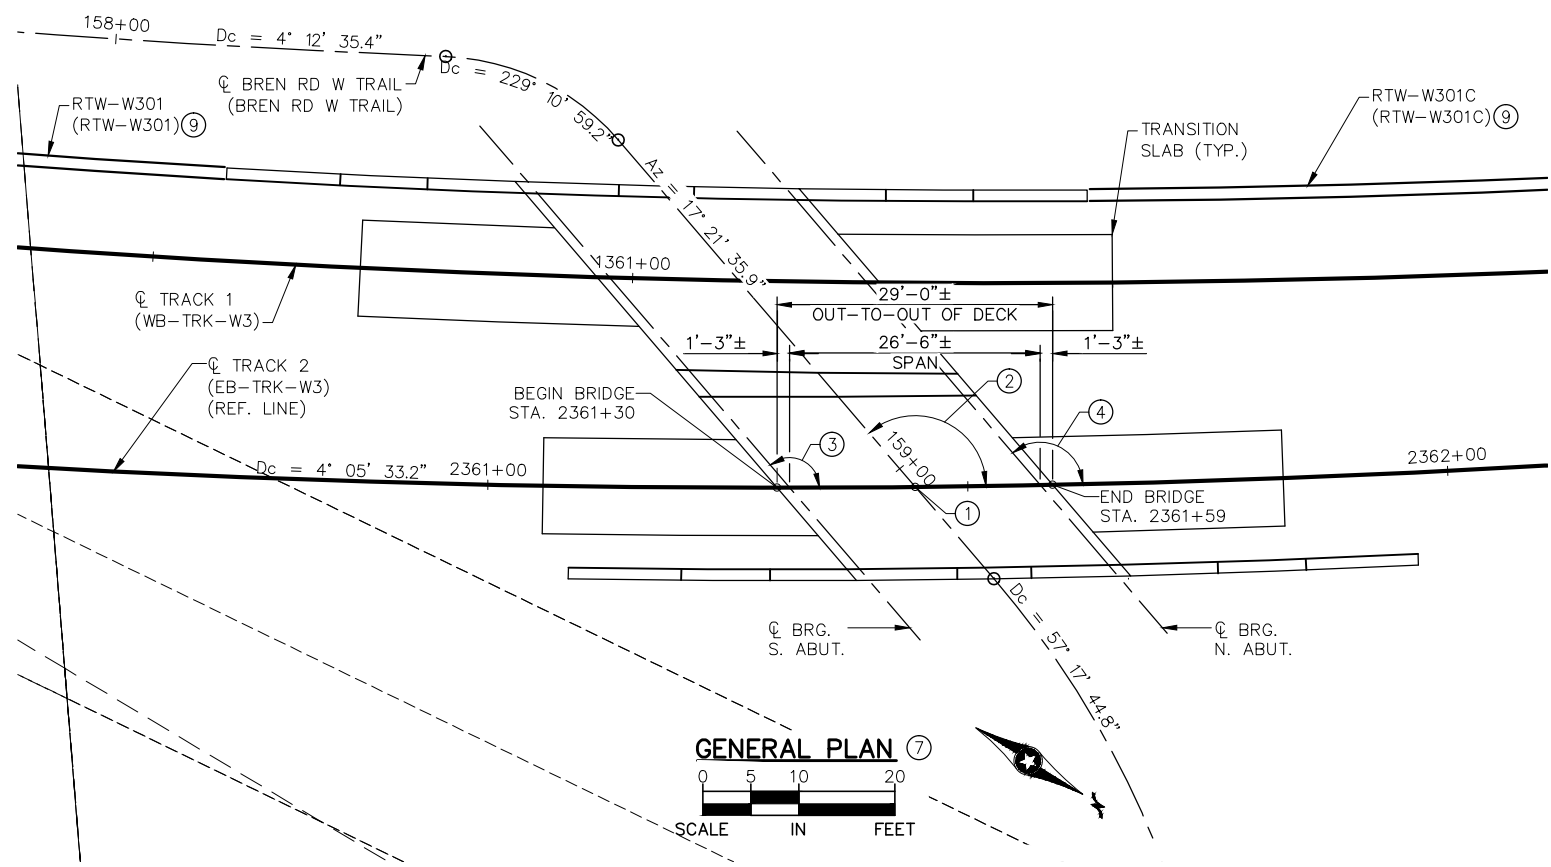 158+00
Dc = 4° 12' 35.4"
℄ BREN RD W TRAIL
(BREN RD W TRAIL)
Dc = 229° 10' 59.2"
RTW-W301
(RTW-W301) 9
RTW-W301C
(RTW-W301C) 9
TRANSITION
SLAB (TYP.)
Az = 17° 21' 35.9"
1361+00
℄ TRACK 1
(WB-TRK-W3)
29'-0"±
OUT-TO-OUT OF DECK
1'-3"±
26'-6"±
SPAN
1'-3"±
℄ TRACK 2
(EB-TRK-W3)
(REF. LINE)
BEGIN BRIDGE
STA. 2361+30
2
4
3
159+00
Dc = 4° 05' 33.2"
2361+00
2362+00
END BRIDGE
STA. 2361+59
1
℄ BRG.
S. ABUT.
℄ BRG.
N. ABUT.
Dc = 57° 17' 44.8"
GENERAL PLAN 7
0 5 10 20
SCALE IN FEET
N